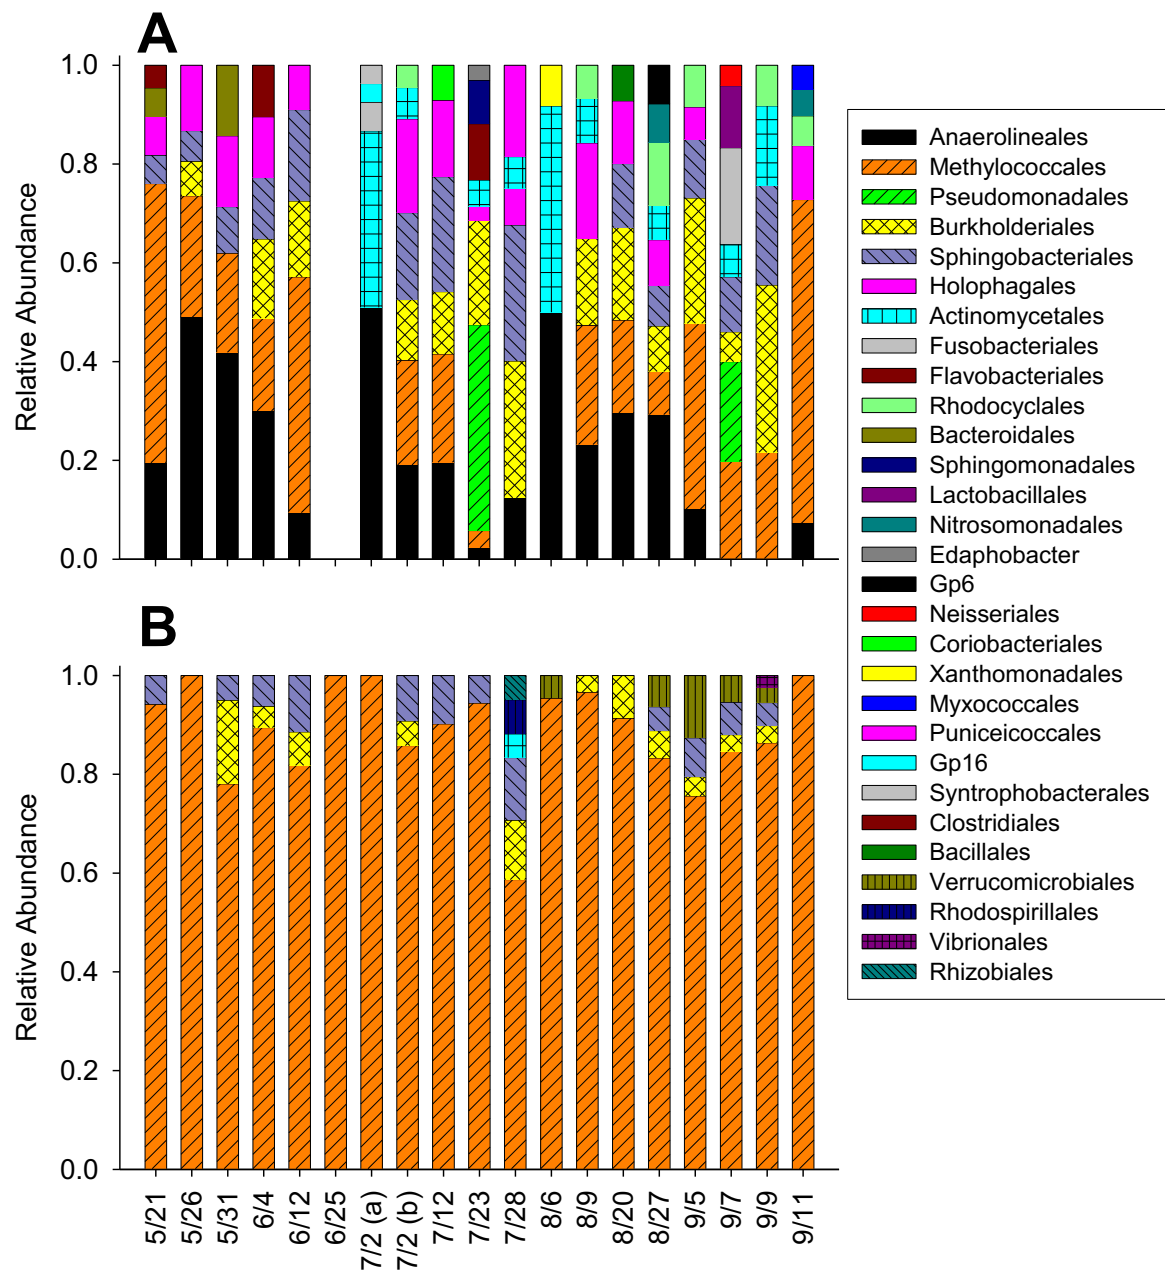 A
1.0
0.8
0.6
0.4
0.2
0.0
Relative Abundance
B
1.0
0.8
0.6
0.4
0.2
0.0
Relative Abundance
5/21
5/26
5/31
6/4
6/12
6/25
7/2 (a)
7/2 (b)
7/12
7/23
7/28
8/6
8/9
8/20
8/27
9/5
9/7
9/9
9/11
Anaerolineales
Methylococcales
Pseudomonadales
Burkholderiales
Sphingobacteriales
Holophagales
Actinomycetales
Fusobacteriales
Flavobacteriales
Rhodocyclales
Bacteroidales
Sphingomonadales
Lactobacillales
Nitrosomonadales
Edaphobacter
Gp6
Neisseriales
Coriobacteriales
Xanthomonadales
Myxococcales
Puniceicoccales
Gp16
Syntrophobacterales
Clostridiales
Bacillales
Verrucomicrobiales
Rhodospirillales
Vibrionales
Rhizobiales